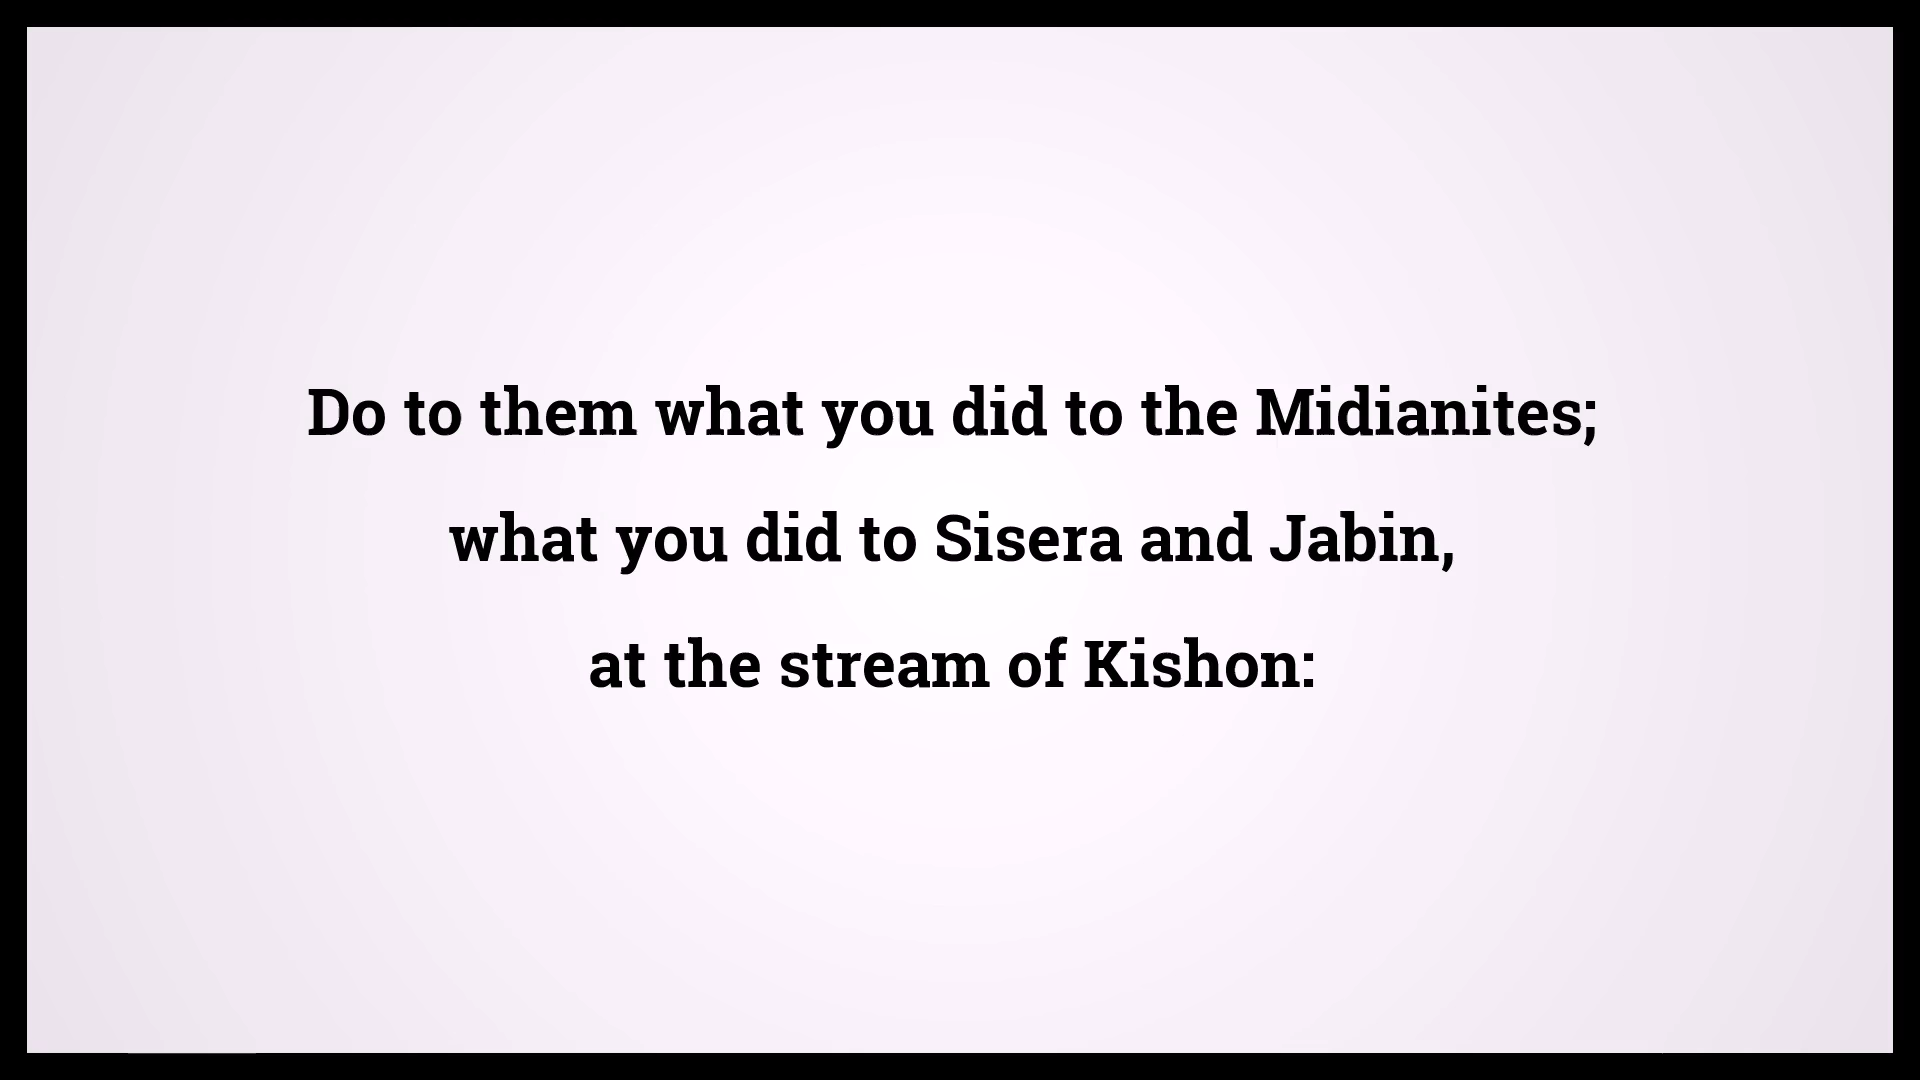 Do to them what you did to the Midianites;
what you did to Sisera and Jabin,
at the stream of Kishon: